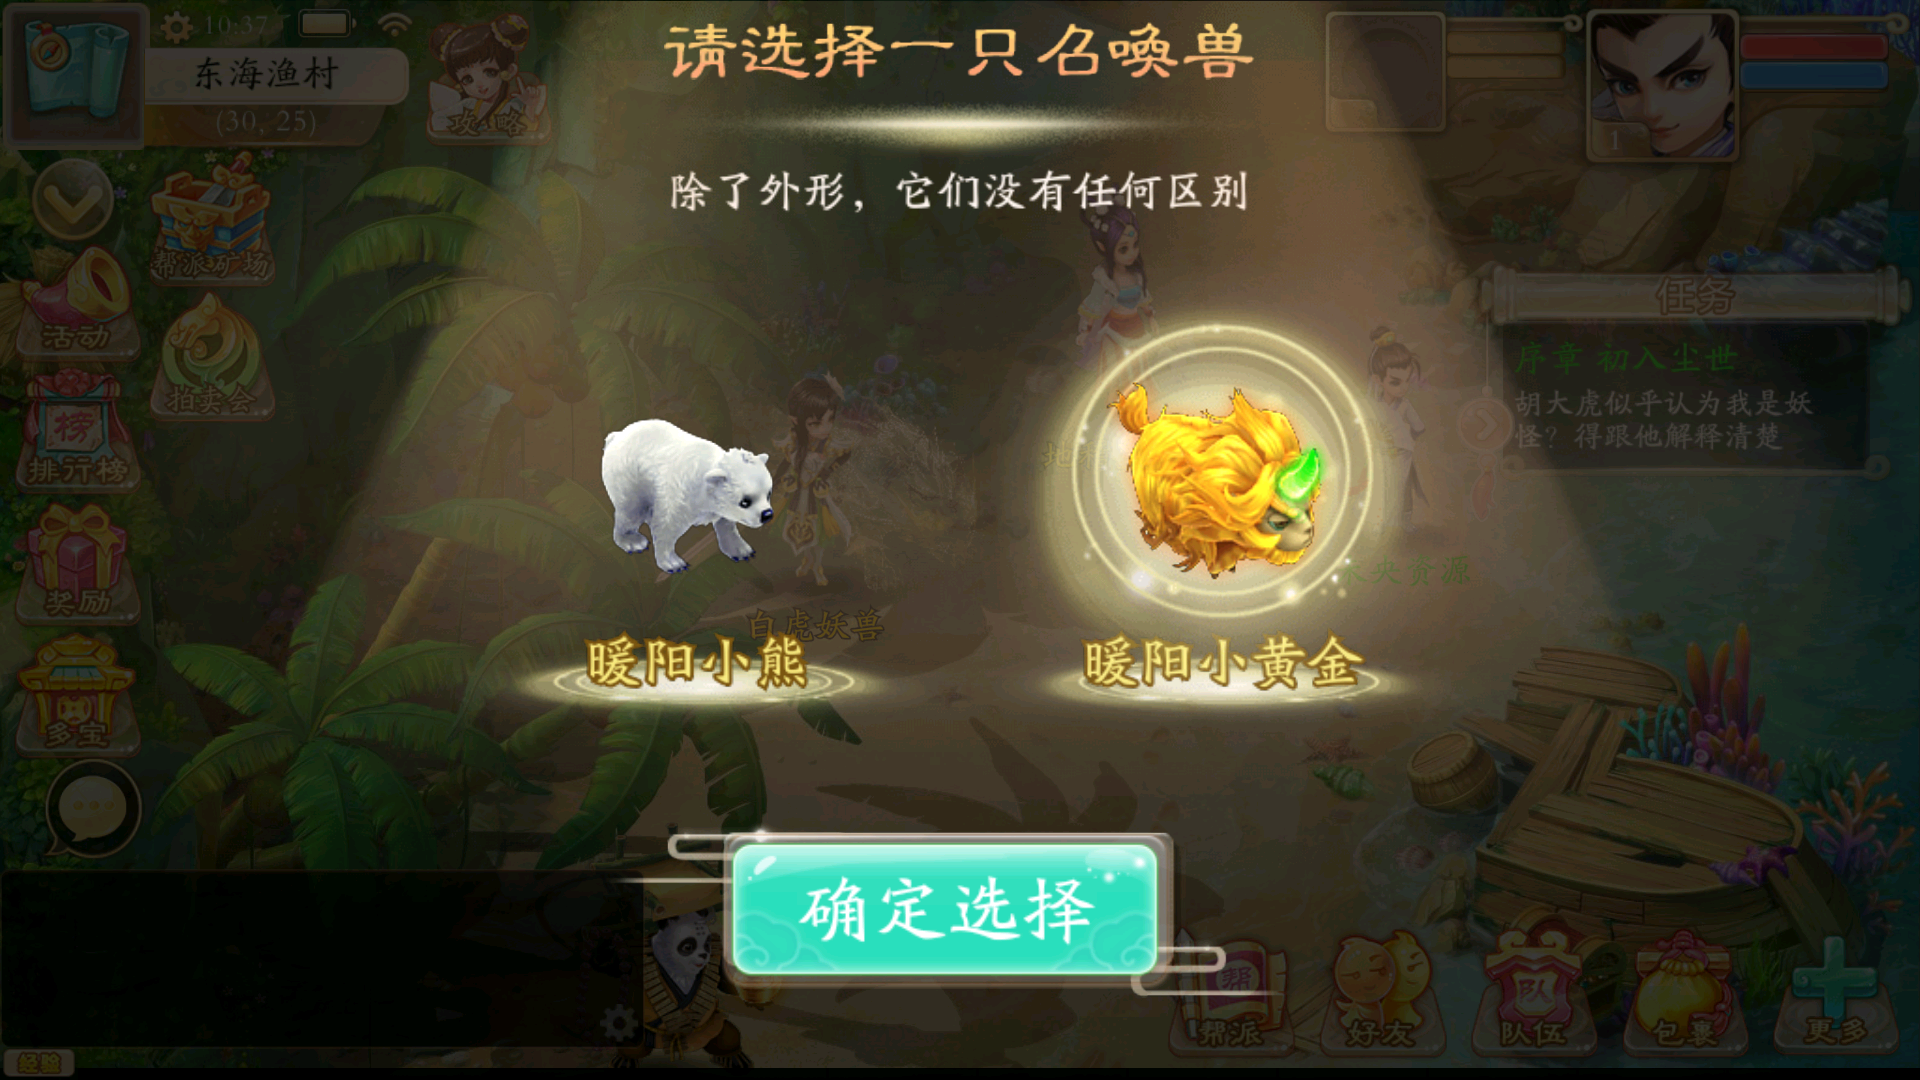 请选择一只召唤兽
除了外形，它们没有任何区别
10:37
东海渔村
(30, 25)
攻略
帮派矿场
活动
拍卖会
榜
排行榜
奖励
多宝
1
任务
序章 初入尘世
胡大虎似乎认为我是妖
怪？得跟他解释清楚
白虎妖兽
暖阳小熊
暖阳小黄金
确定选择
帮
帮派
好友
队
队伍
包裹
更多
经验